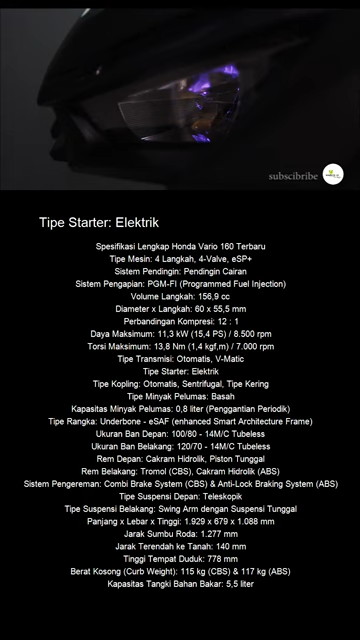 subscibribe
Tipe Starter: Elektrik
Spesifikasi Lengkap Honda Vario 160 Terbaru
Tipe Mesin: 4 Langkah, 4-Valve, eSP+
Sistem Pendingin: Pendingin Cairan
Sistem Pengapian: PGM-FI (Programmed Fuel Injection)
Volume Langkah: 156,9 cc
Diameter x Langkah: 60 x 55,5 mm
Perbandingan Kompresi: 12 : 1
Daya Maksimum: 11,3 kW (15,4 PS) / 8.500 rpm
Torsi Maksimum: 13,8 Nm (1,4 kgf,m) / 7.000 rpm
Tipe Transmisi: Otomatis, V-Matic
Tipe Starter: Elektrik
Tipe Kopling: Otomatis, Sentrifugal, Tipe Kering
Tipe Minyak Pelumas: Basah
Kapasitas Minyak Pelumas: 0,8 liter (Penggantian Periodik)
Tipe Rangka: Underbone - eSAF (enhanced Smart Architecture Frame)
Ukuran Ban Depan: 100/80 - 14M/C Tubeless
Ukuran Ban Belakang: 120/70 - 14M/C Tubeless
Rem Depan: Cakram Hidrolik, Piston Tunggal
Rem Belakang: Tromol (CBS), Cakram Hidrolik (ABS)
Sistem Pengereman: Combi Brake System (CBS) & Anti-Lock Braking System (ABS)
Tipe Suspensi Depan: Teleskopik
Tipe Suspensi Belakang: Swing Arm dengan Suspensi Tunggal
Panjang x Lebar x Tinggi: 1.929 x 679 x 1.088 mm
Jarak Sumbu Roda: 1.277 mm
Jarak Terendah ke Tanah: 140 mm
Tinggi Tempat Duduk: 778 mm
Berat Kosong (Curb Weight): 115 kg (CBS) & 117 kg (ABS)
Kapasitas Tangki Bahan Bakar: 5,5 liter